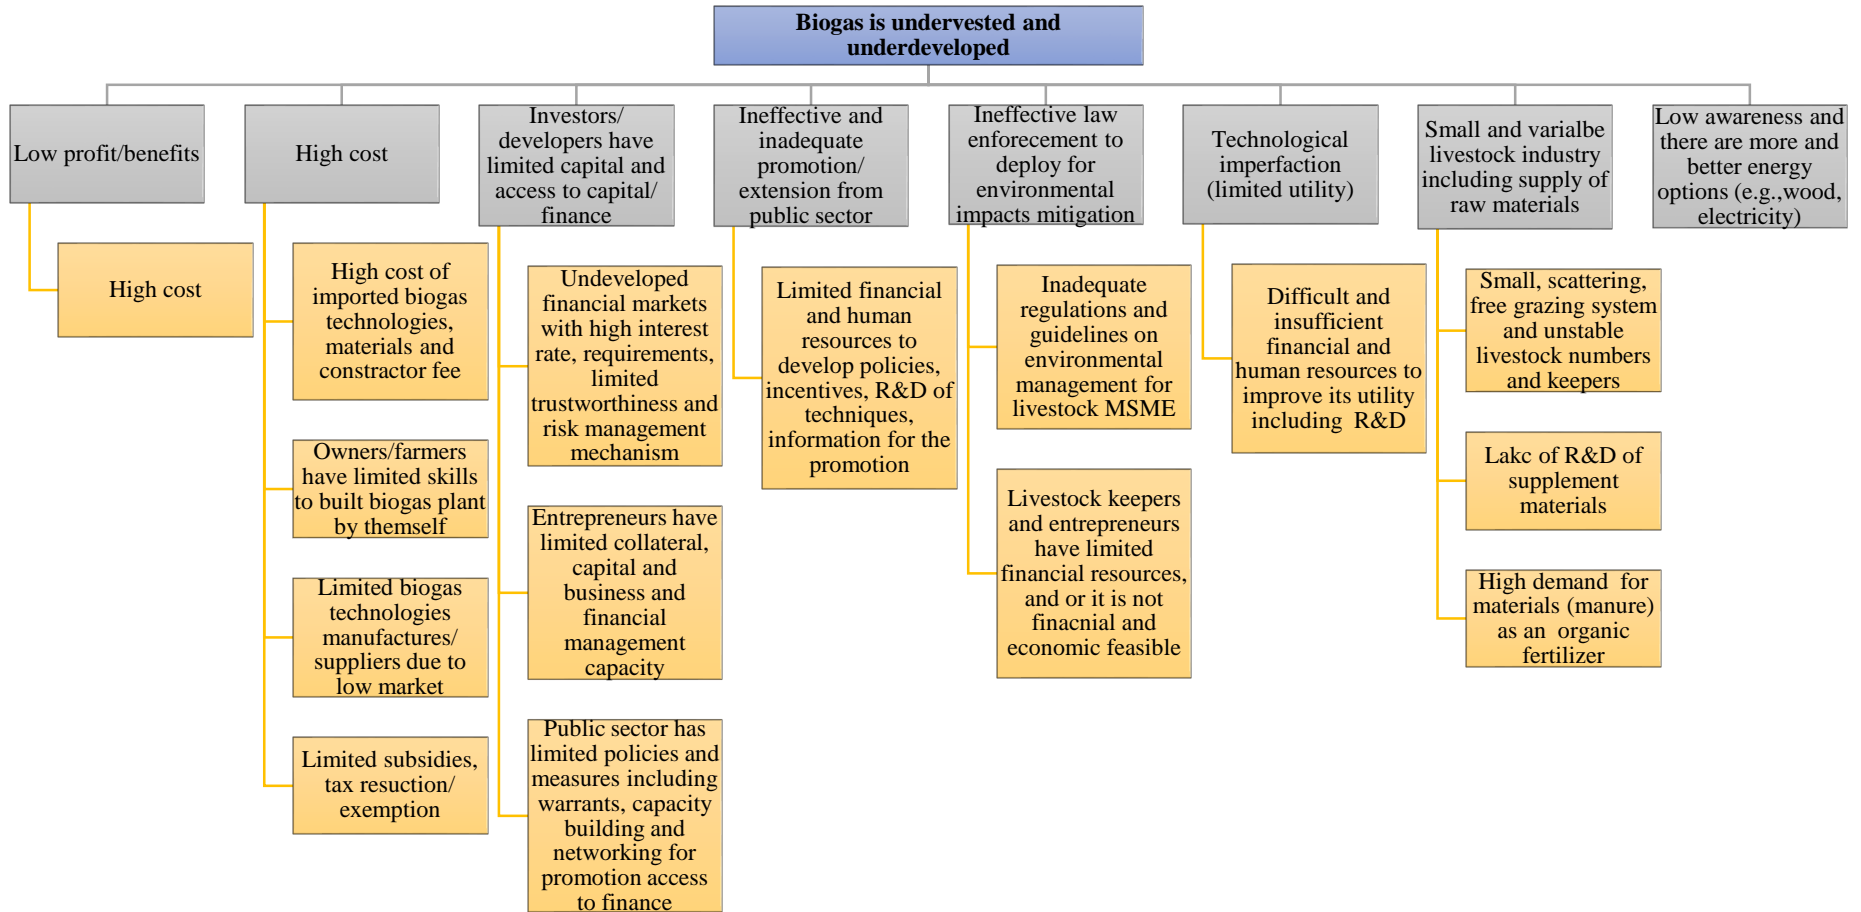 Biogas is undervested and
underdeveloped
Low profit/benefits
High cost
High cost
High cost of
imported biogas
technologies,
materials and
constractor fee
Owners/farmers
have limited skills
to built biogas plant
by themself
Limited biogas
technologies
manufactures/
suppliers due to
low market
Limited subsidies,
tax resuction/
exemption
Investors/
developers have
limited capital and
access to capital/
finance
Undeveloped
financial markets
with high interest
rate, requirements,
limited
trustworthiness and
risk management
mechanism
Entrepreneurs have
limited collateral,
capital and
business and
financial
management
capacity
Public sector has
limited policies and
measures including
warrants, capacity
building and
networking for
promotion access
to finance
Ineffective and
inadequate
promotion/
extension from
public sector
Limited financial
and human
resources to
develop policies,
incentives, R&D of
techniques,
information for the
promotion
Ineffective law
enforecement to
deploy for
environmental
impacts mitigation
Inadequate
regulations and
guidelines on
environmental
management for
livestock MSME
Livestock keepers
and entrepreneurs
have limited
financial resources,
and or it is not
finacnial and
economic feasible
Technological
imperfaction
(limited utility)
Difficult and
insufficient
financial and
human resources to
improve its utility
including R&D
Small and varialbe
livestock industry
including supply of
raw materials
Small, scattering,
free grazing system
and unstable
livestock numbers
and keepers
Lakc of R&D of
supplement
materials
High demand for
materials (manure)
as an organic
fertilizer
Low awareness and
there are more and
better energy
options (e.g.,wood,
electricity)